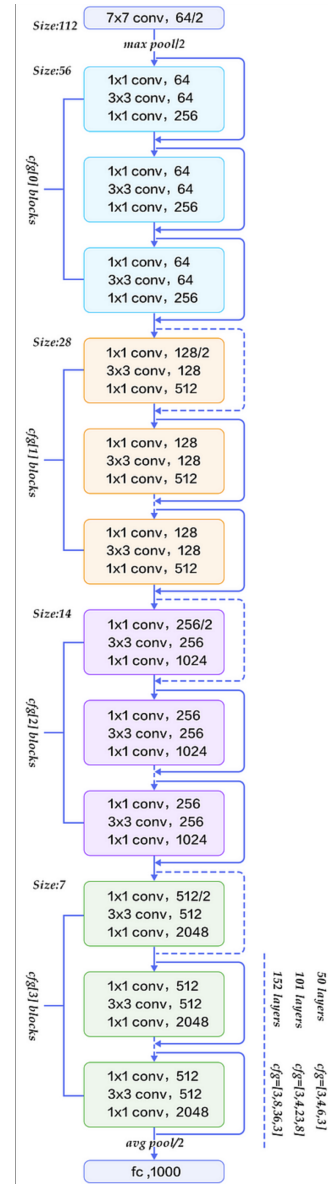 Size:112
7x7 conv, 64/2
max pool/2
Size:56
cfg[0] blocks
1x1 conv, 64
3x3 conv, 64
1x1 conv, 256
1x1 conv, 64
3x3 conv, 64
1x1 conv, 256
1x1 conv, 64
3x3 conv, 64
1x1 conv, 256
Size:28
cfg[1] blocks
1x1 conv, 128/2
3x3 conv, 128
1x1 conv, 512
1x1 conv, 128
3x3 conv, 128
1x1 conv, 512
1x1 conv, 128
3x3 conv, 128
1x1 conv, 512
Size:14
cfg[2] blocks
1x1 conv, 256/2
3x3 conv, 256
1x1 conv, 1024
1x1 conv, 256
3x3 conv, 256
1x1 conv, 1024
1x1 conv, 256
3x3 conv, 256
1x1 conv, 1024
Size:7
cfg[3] blocks
1x1 conv, 512/2
3x3 conv, 512
1x1 conv, 2048
1x1 conv, 512
3x3 conv, 512
1x1 conv, 2048
1x1 conv, 512
3x3 conv, 512
1x1 conv, 2048
50 layers cfg=[3,4,6,3]
101 layers cfg=[3,4,23,8]
152 layers cfg=[3,8,36,3]
avg pool/2
fc ,1000